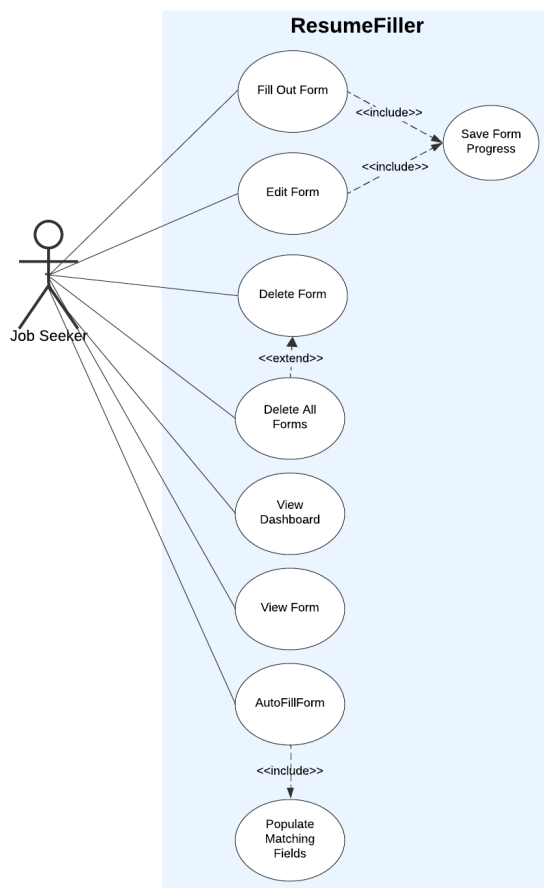 ResumeFiller
Fill Out Form
<<include>>
Save Form
Progress
<<include>>
Edit Form
Delete Form
Job Seeker
<<extend>>
Delete All
Forms
View
Dashboard
View Form
AutoFillForm
<<include>>
Populate
Matching
Fields